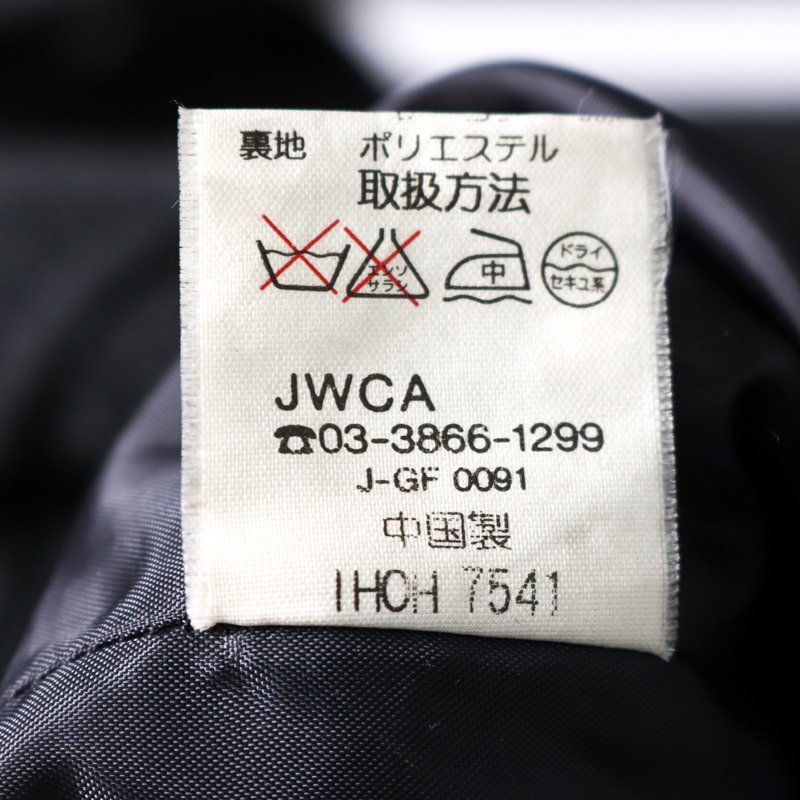 裏地 ポリエステル
取扱方法
エンソ
サラシ
中
ドライ
セキユ系
JWCA
☎03-3866-1299
J-GF 0091
中国製
IHCH 7541